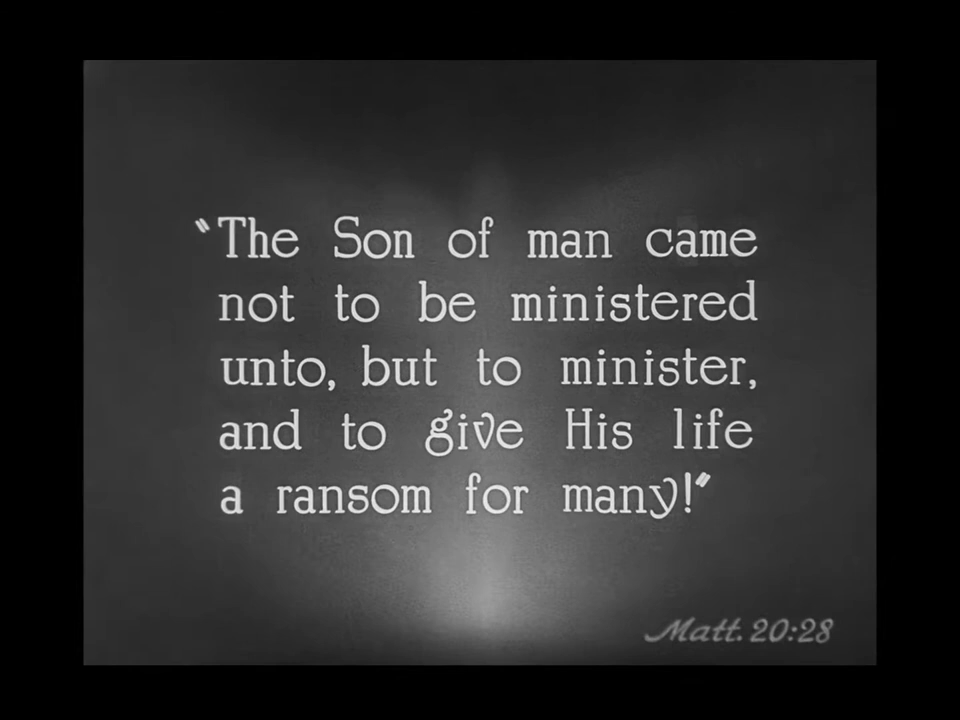 "The Son of man came
not to be ministered
unto, but to minister,
and to give His life
a ransom for many!"
Matt. 20:28